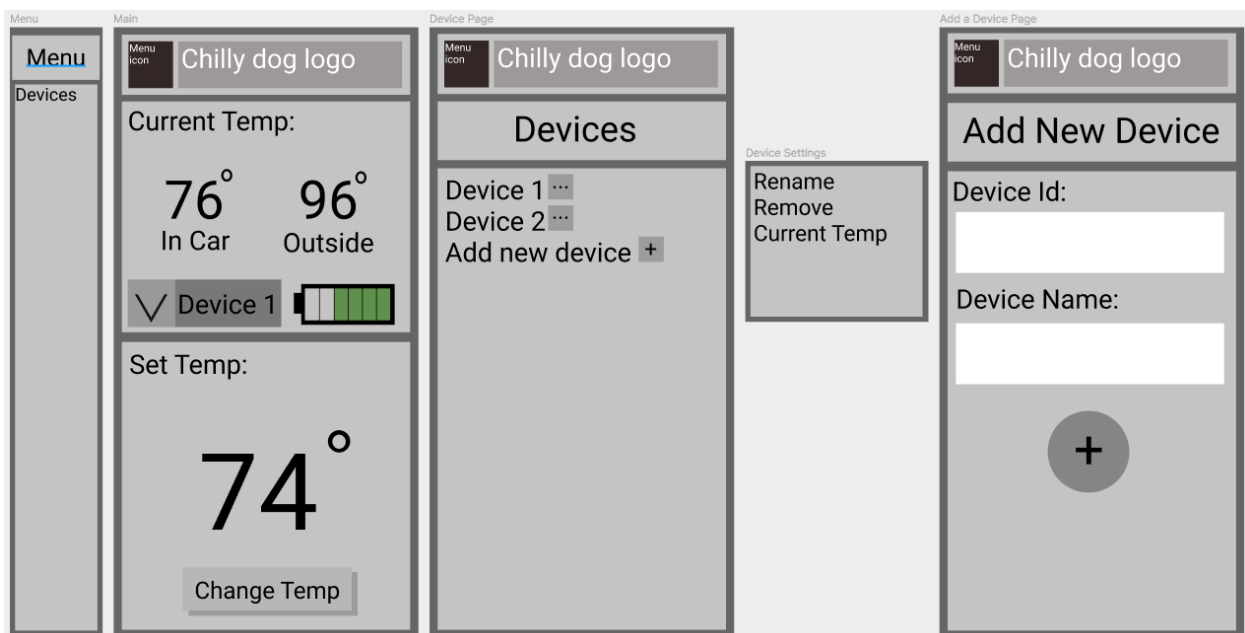 Menu
Menu
Devices
Main
Menu
icon
Chilly dog logo
Current Temp:
76°
In Car
96°
Outside
Device 1
Set Temp:
74°
Change Temp
Device Page
Menu
icon
Chilly dog logo
Devices
Device 1 ...
Device 2 ...
Add new device +
Device Settings
Rename
Remove
Current Temp
Add a Device Page
Menu
icon
Chilly dog logo
Add New Device
Device Id:
Device Name:
+